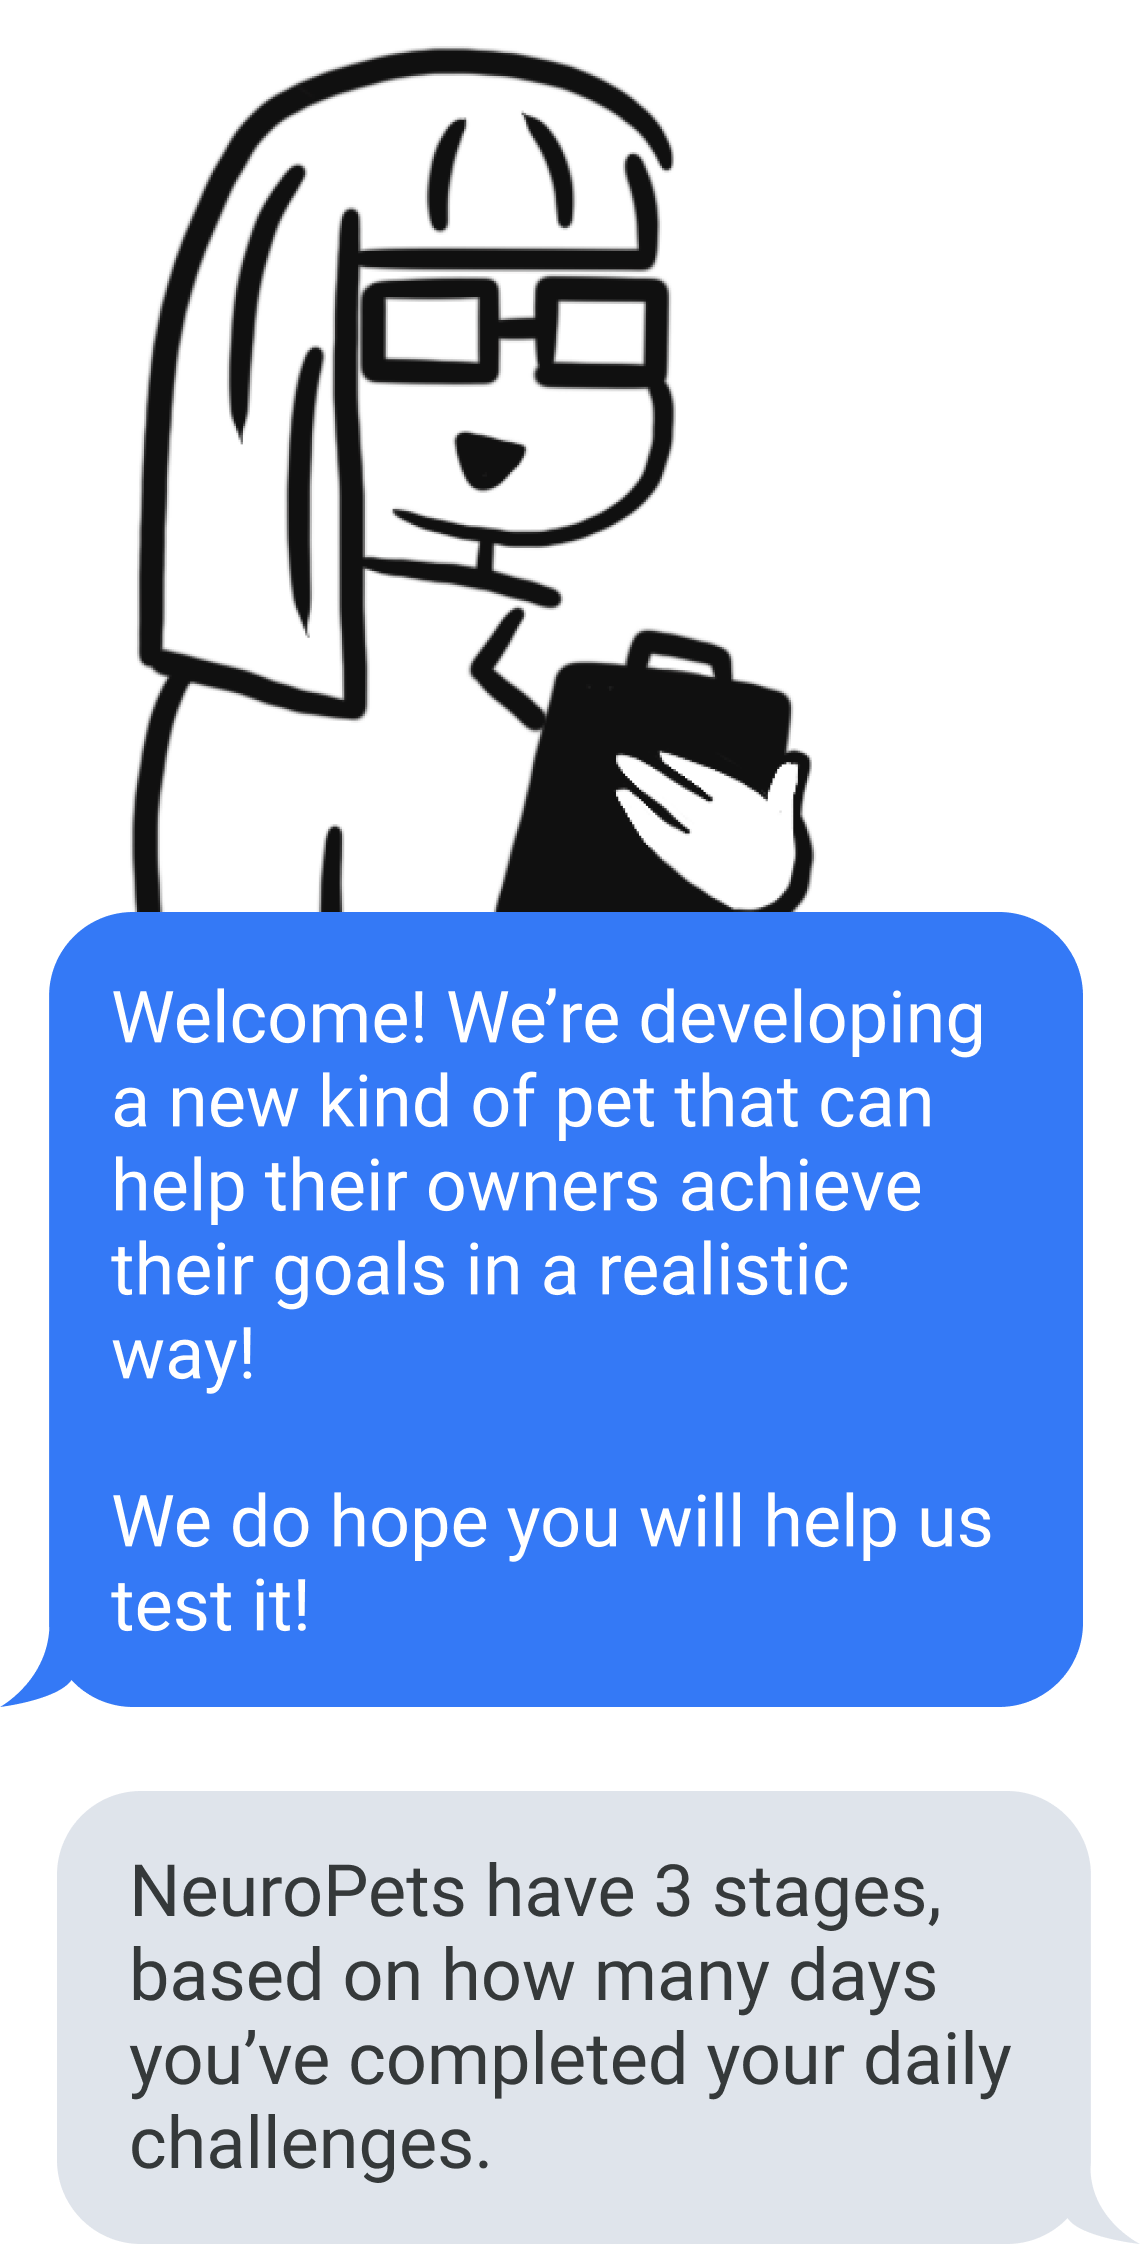 Welcome! We’re developing
a new kind of pet that can
help their owners achieve
their goals in a realistic
way!
We do hope you will help us
test it!
NeuroPets have 3 stages,
based on how many days
you’ve completed your daily
challenges.